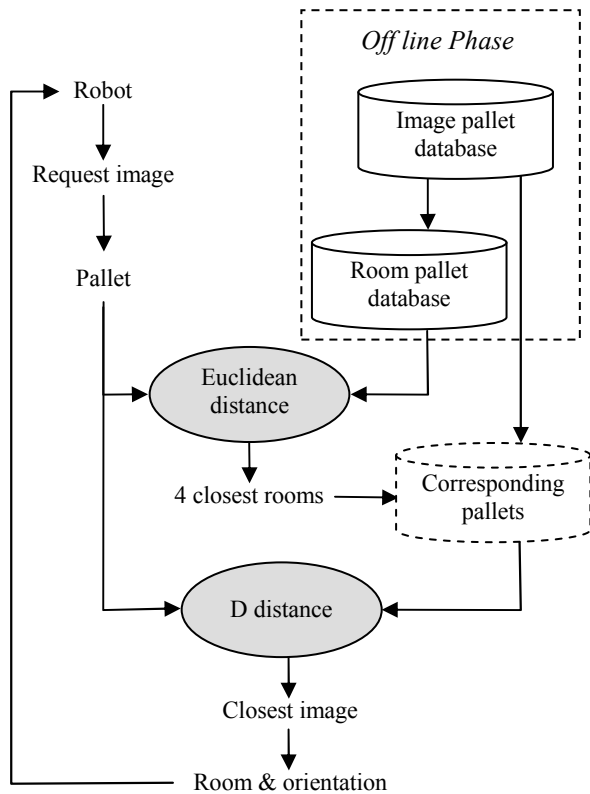 Off line Phase
Robot
Image pallet
database
Request image
Pallet
Room pallet
database
Euclidean
distance
4 closest rooms
Corresponding
pallets
D distance
Closest image
Room & orientation